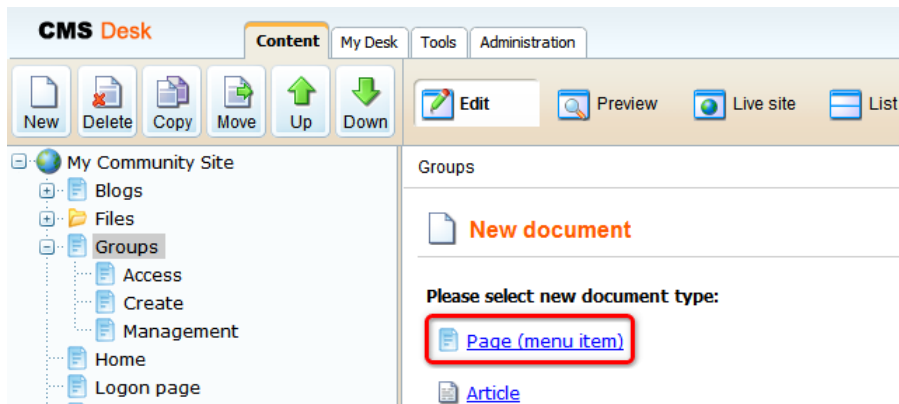 CMS Desk
Content
My Desk
Tools
Administration
New
Delete
Copy
Move
Up
Down
Edit
Preview
Live site
List
My Community Site
Blogs
Files
Groups
Access
Create
Management
Home
Logon page
Groups
New document
Please select new document type:
Page (menu item)
Article